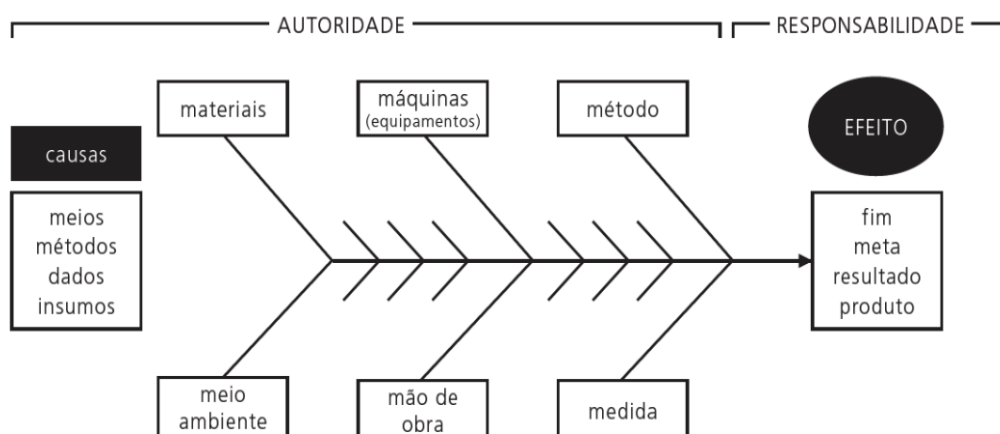 AUTORIDADE
RESPONSABILIDADE
materiais
máquinas
(equipamentos)
método
EFEITO
causas
meios
métodos
dados
insumos
fim
meta
resultado
produto
meio
ambiente
mão de
obra
medida